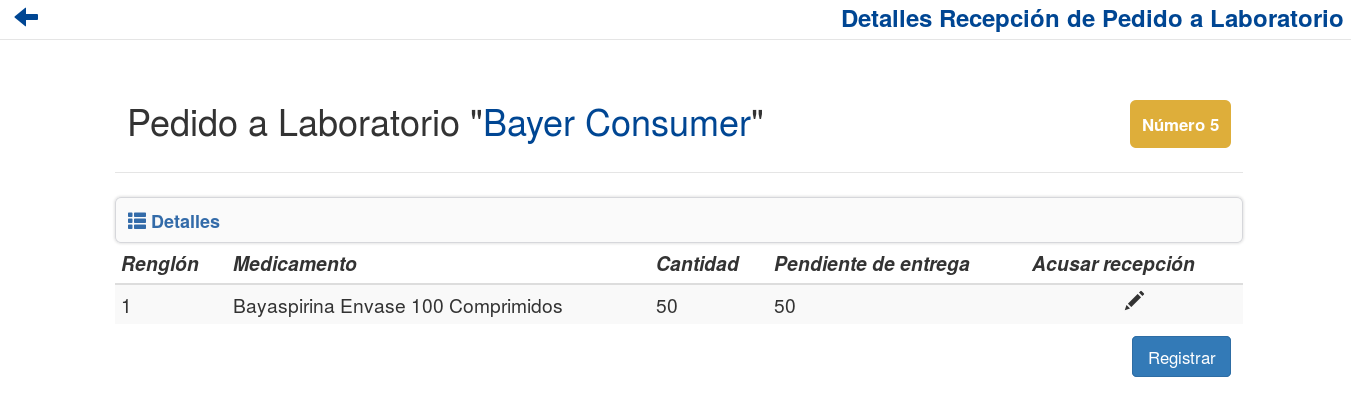 Detalles Recepción de Pedido a Laboratorio
Pedido a Laboratorio "Bayer Consumer"
Número 5
Detalles
Renglón Medicamento Cantidad Pendiente de entrega Acusar recepción
1 Bayaspirina Envase 100 Comprimidos 50 50
Registrar